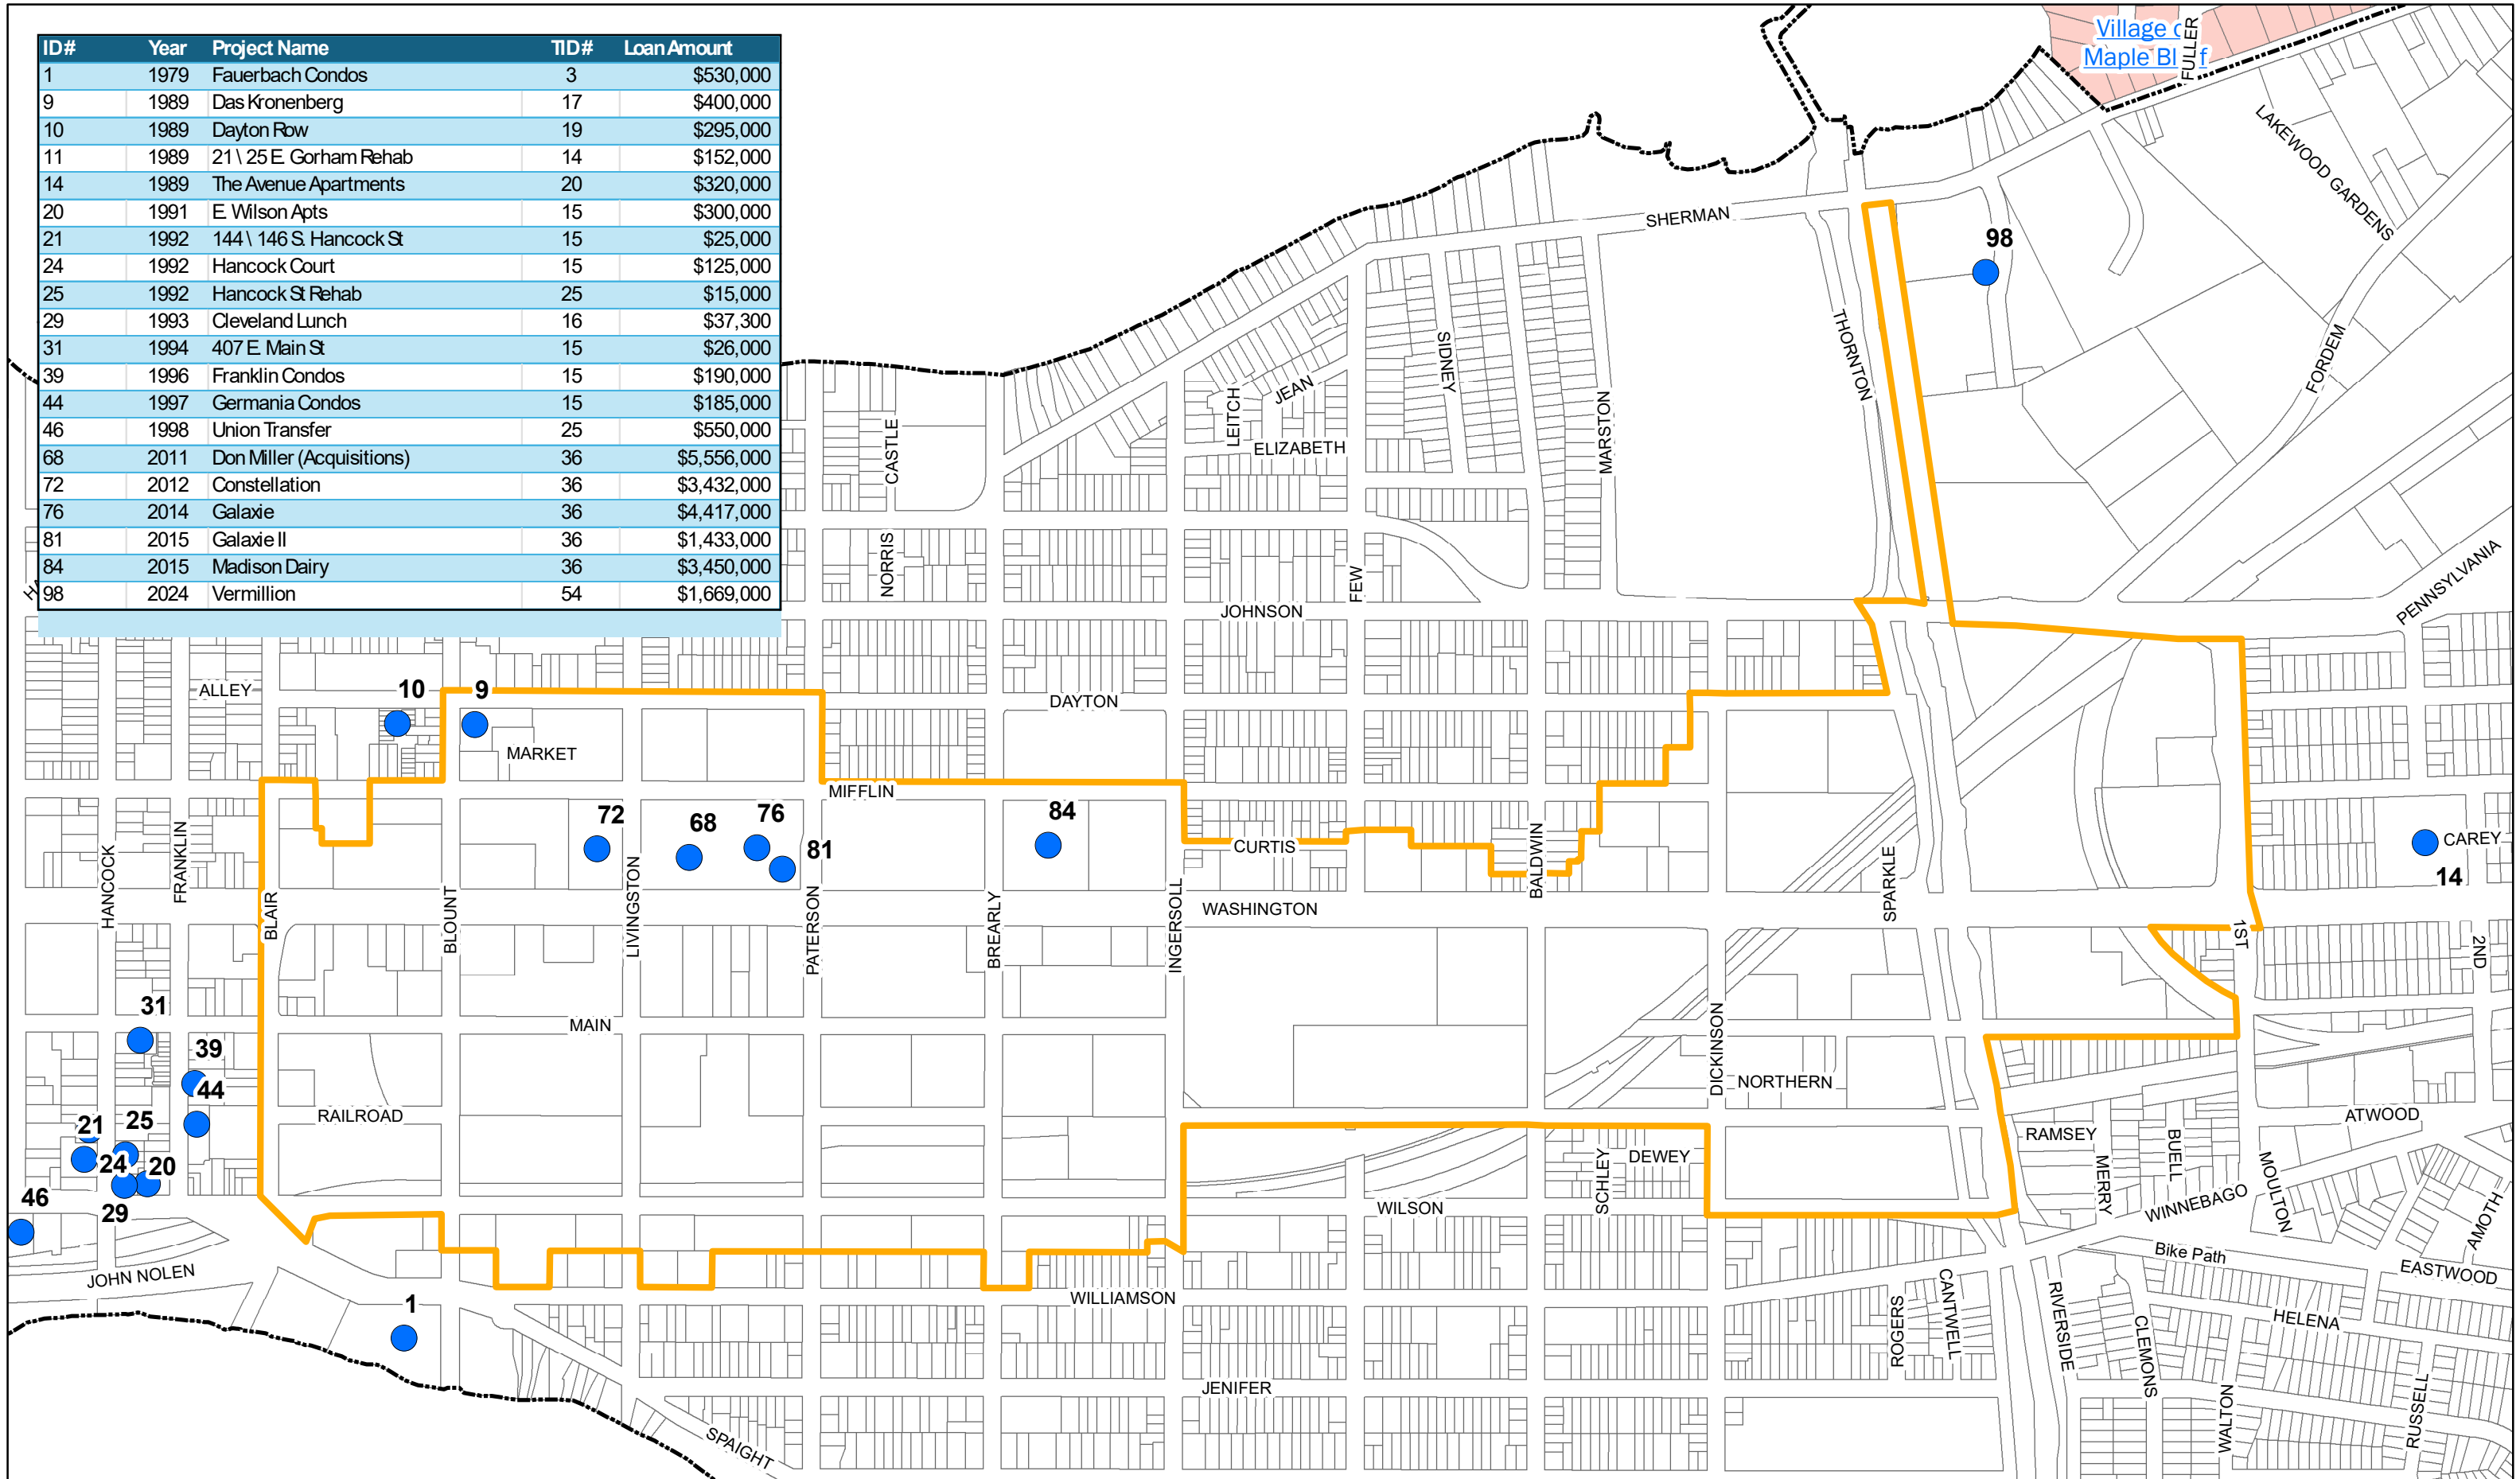 ID# Year Project Name TID# Loan Amount
1 1979 Fauerbach Condos 3 $530,000
9 1989 Das Kronenberg 17 $400,000
10 1989 Dayton Row 19 $295,000
11 1989 21 \ 25 E. Gorham Rehab 14 $152,000
14 1989 The Avenue Apartments 20 $320,000
20 1991 E. Wilson Apts 15 $300,000
21 1992 144 \ 146 S. Hancock St 15 $25,000
24 1992 Hancock Court 15 $125,000
25 1992 Hancock St Rehab 25 $15,000
29 1993 Cleveland Lunch 16 $37,300
31 1994 407 E. Main St 15 $26,000
39 1996 Franklin Condos 15 $190,000
44 1997 Germania Condos 15 $185,000
46 1998 Union Transfer 25 $550,000
68 2011 Don Miller (Acquisitions) 36 $5,556,000
72 2012 Constellation 36 $3,432,000
76 2014 Galaxie 36 $4,417,000
81 2015 Galaxie II 36 $1,433,000
84 2015 Madison Dairy 36 $3,450,000
98 2024 Vermillion 54 $1,669,000
Village of
Maple Bluff
FULLER
LAKEWOOD GARDENS
SHERMAN
98
THORNTON
FORDEM
SIDNEY
LEITCH
JEAN
MARSTON
CASTLE
ELIZABETH
NORRIS
FEW
PENNSYLVANIA
JOHNSON
ALLEY
10
9
DAYTON
MARKET
MIFFLIN
72
68
76
84
81
CURTIS
BALDWIN
CAREY
14
HANCOCK
FRANKLIN
BLAIR
BLOUNT
LIVINGSTON
PATERSON
BREARLY
INGERSOLL
WASHINGTON
SPARKLE
1ST
2ND
31
MAIN
DICKINSON
39
44
NORTHERN
RAILROAD
21
25
ATWOOD
RAMSEY
MERRY
BUELL
MOULTON
24
20
SCHLEY
DEWEY
46
29
WILSON
WINNEBAGO
AMOTH
JOHN NOLEN
Bike Path
EASTWOOD
1
WILLIAMSON
ROGERS
CANTWELL
RIVERSIDE
CLEMONS
HELENA
JENIFER
WALTON
RUSSELL
SPAIGHT